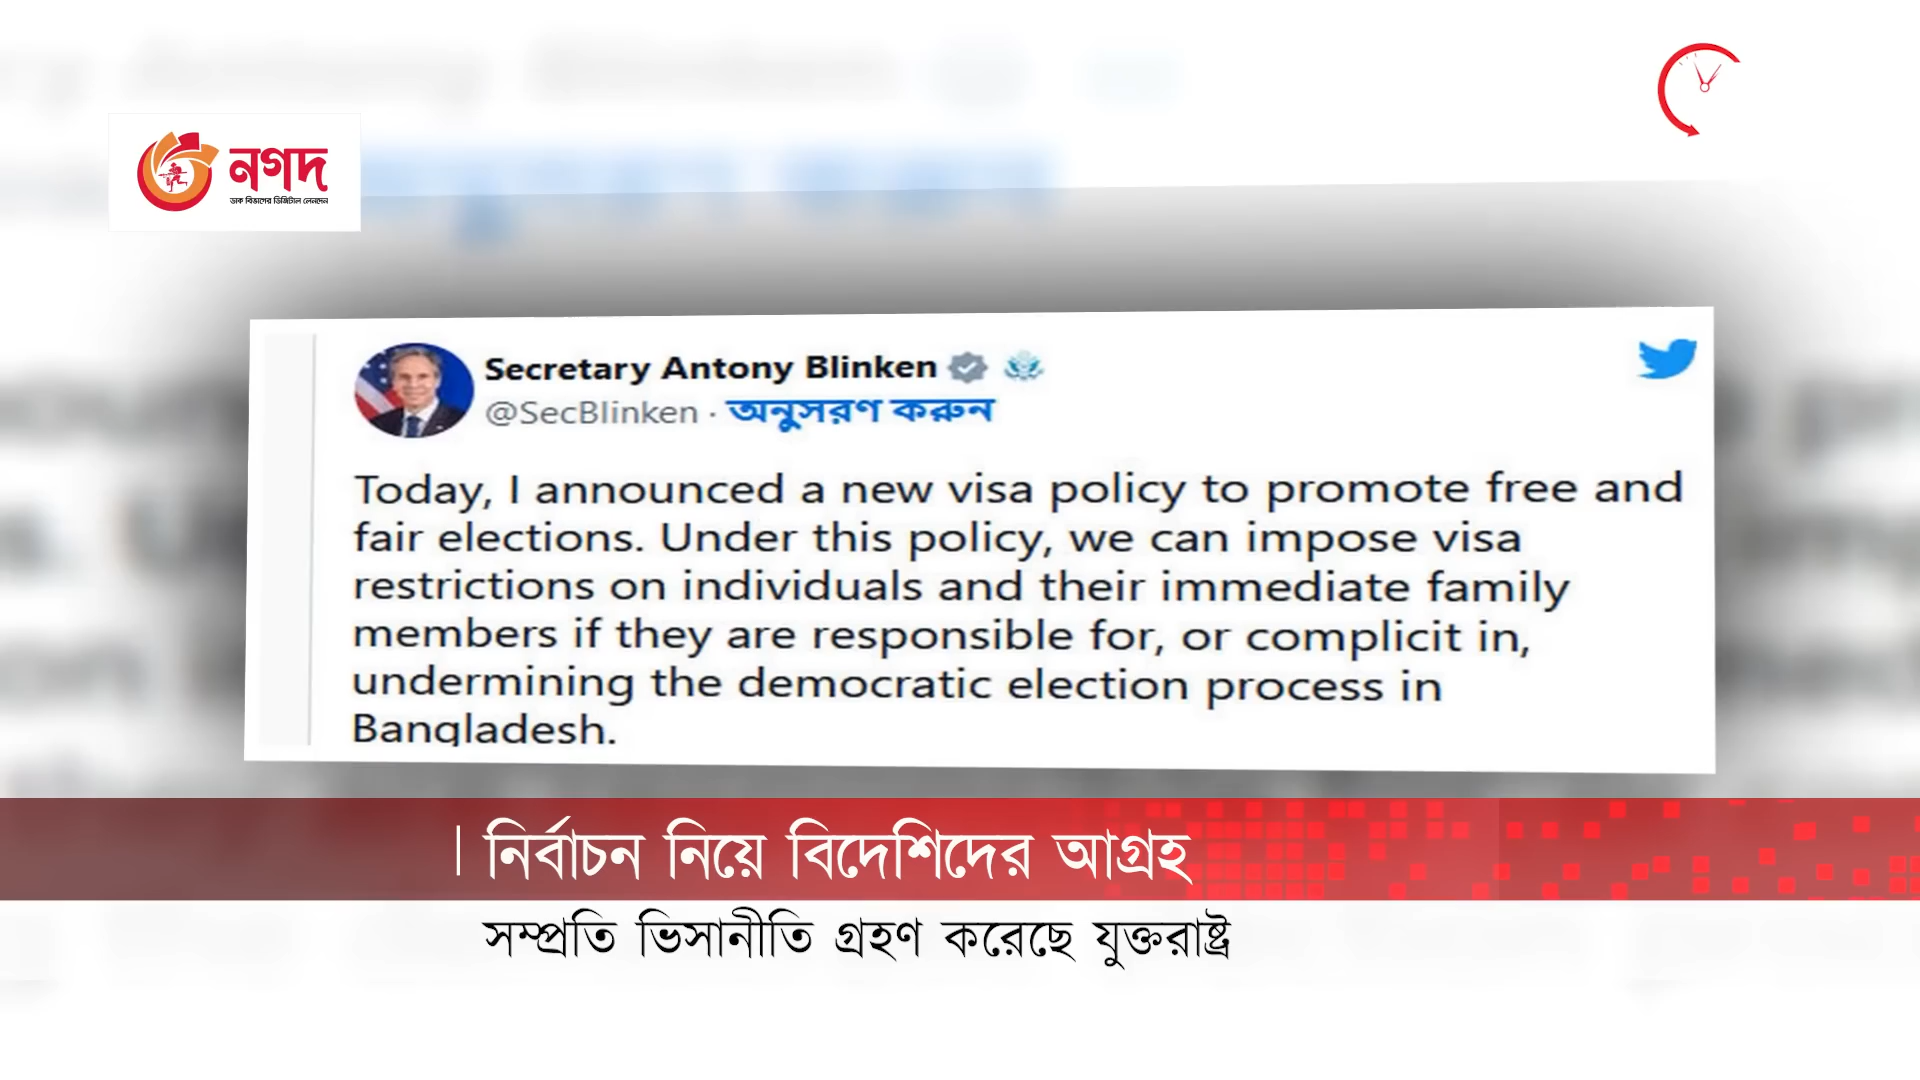 নগদ
ডাক বিভাগের ডিজিটাল লেনদেন
Secretary Antony Blinken
@SecBlinken · অনুসরণ করুন
Today, I announced a new visa policy to promote free and
fair elections. Under this policy, we can impose visa
restrictions on individuals and their immediate family
members if they are responsible for, or complicit in,
undermining the democratic election process in
Bangladesh.
নির্বাচন নিয়ে বিদেশিদের আগ্রহ
সম্প্রতি ভিসানীতি গ্রহণ করেছে যুক্তরাষ্ট্র